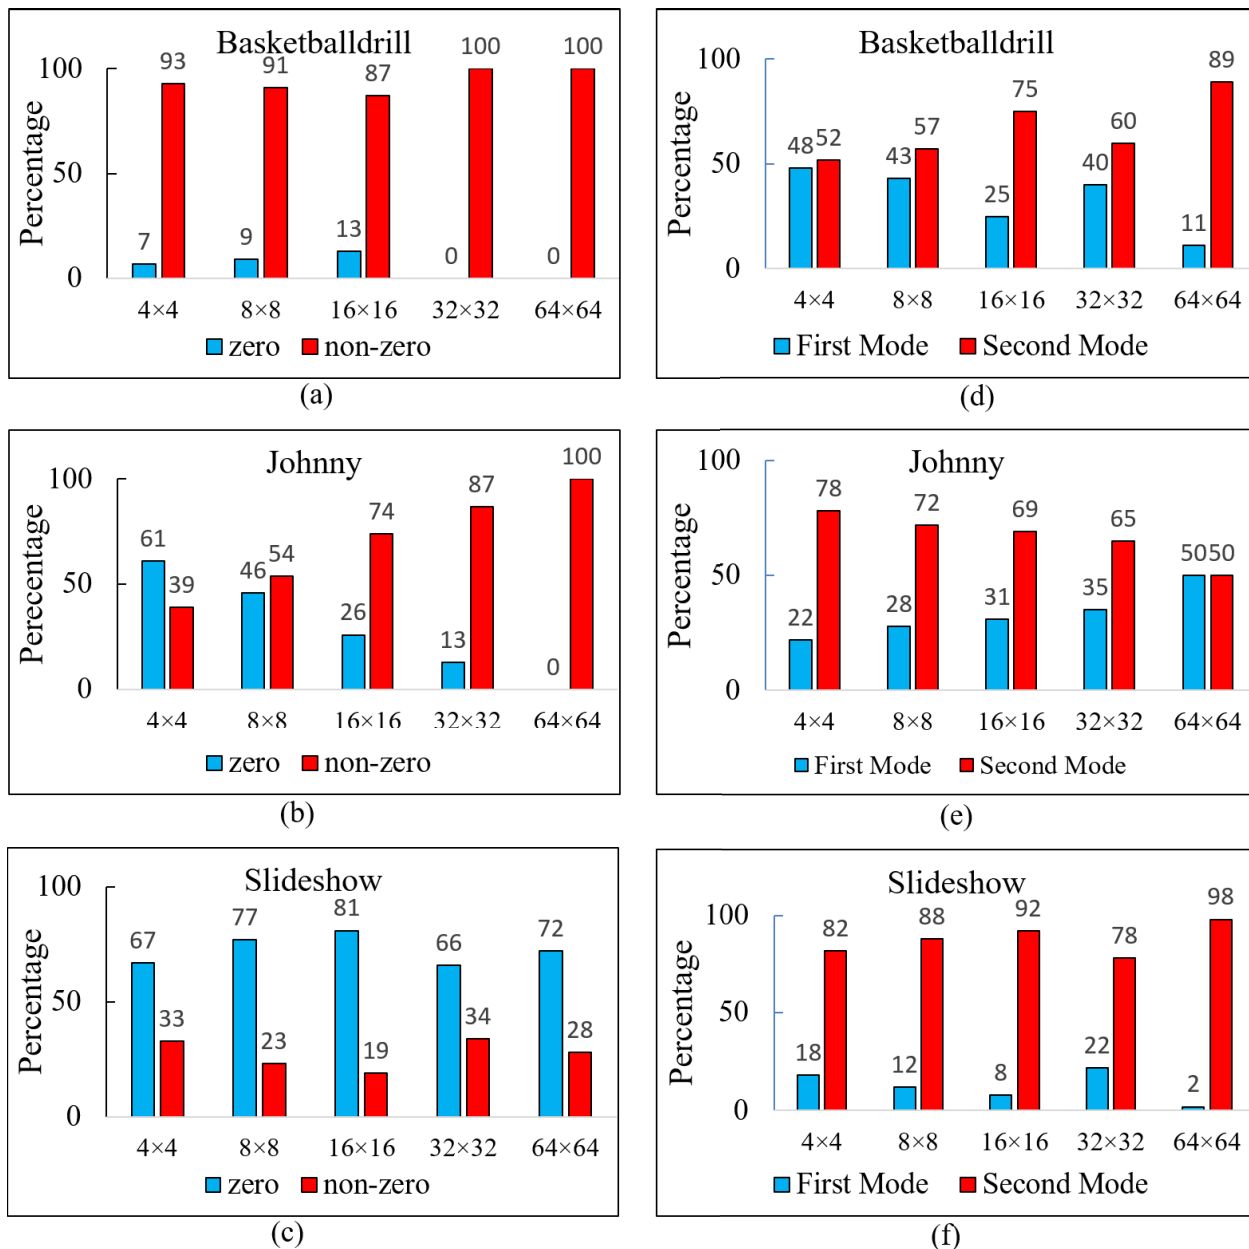 Basketballdrill
Percentage
100
50
0
93
91
87
100
100
7
9
13
0
0
4×4 8×8 16×16 32×32 64×64
zero non-zero
(a)
Basketballdrill
Percentage
100
50
0
48 52
43 57
25 75
40 60
11 89
4×4 8×8 16×16 32×32 64×64
First Mode Second Mode
(d)
Johnny
Perecentage
100
50
0
61 39
46 54
26 74
13 87
0 100
4×4 8×8 16×16 32×32 64×64
zero non-zero
(b)
Johnny
Percentage
100
50
0
22 78
28 72
31 69
35 65
50 50
4×4 8×8 16×16 32×32 64×64
First Mode Second Mode
(e)
Slideshow
Percentage
100
50
0
67 33
77 23
81 19
66 34
72 28
4×4 8×8 16×16 32×32 64×64
zero non-zero
(c)
Slideshow
Percentage
100
50
0
18 82
12 88
8 92
22 78
2 98
4×4 8×8 16×16 32×32 64×64
First Mode Second Mode
(f)